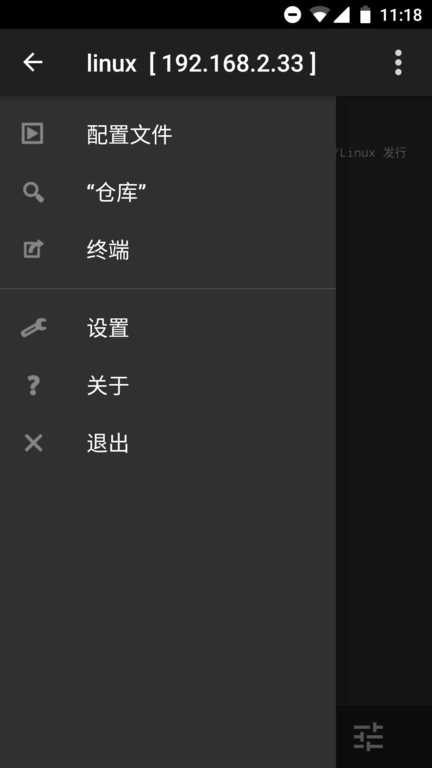 11:18
linux [ 192.168.2.33 ]
配置文件
/Linux 发行
“仓库”
终端
设置
关于
退出